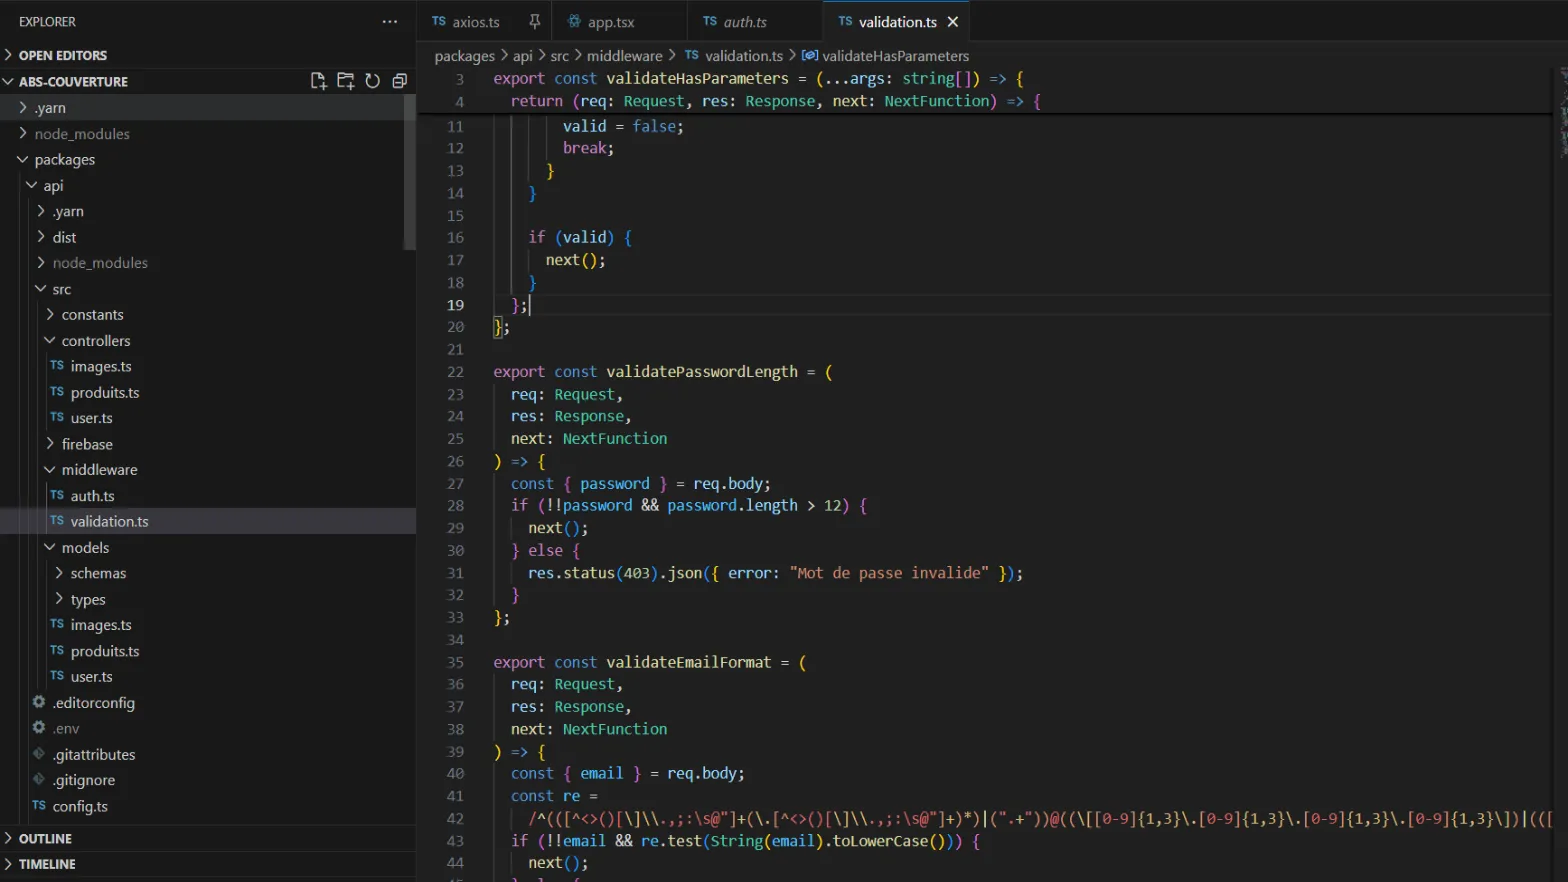 EXPLORER
OPEN EDITORS
ABS-COUVERTURE
.yarn
node_modules
packages
api
.yarn
dist
node_modules
src
constants
controllers
TS images.ts
TS produits.ts
TS user.ts
firebase
middleware
TS auth.ts
TS validation.ts
models
schemas
types
TS images.ts
TS produits.ts
TS user.ts
.editorconfig
.env
.gitattributes
.gitignore
TS config.ts
OUTLINE
TIMELINE
TS axios.ts
app.tsx
TS auth.ts
TS validation.ts
packages > api > src > middleware > TS validation.ts > validateHasParameters
3 export const validateHasParameters = (...args: string[]) => {
4 return (req: Request, res: Response, next: NextFunction) => {
11 valid = false;
12 break;
13 }
14 }
15
16 if (valid) {
17 next();
18 }
19 };
20 };
21
22 export const validatePasswordLength = (
23 req: Request,
24 res: Response,
25 next: NextFunction
26 ) => {
27 const { password } = req.body;
28 if (!!password && password.length > 12) {
29 next();
30 } else {
31 res.status(403).json({ error: "Mot de passe invalide" });
32 }
33 };
34
35 export const validateEmailFormat = (
36 req: Request,
37 res: Response,
38 next: NextFunction
39 ) => {
40 const { email } = req.body;
41 const re =
42 /^(([^<>()[\]\\.,;:\s@"]+(\.[^<>()[\]\\.,;:\s@"]+)*)|(".+"))@((\[[0-9]{1,3}\.[0-9]{1,3}\.[0-9]{1,3}\.[0-9]{1,3}\])|(([
43 if (!!email && re.test(String(email).toLowerCase())) {
44 next();